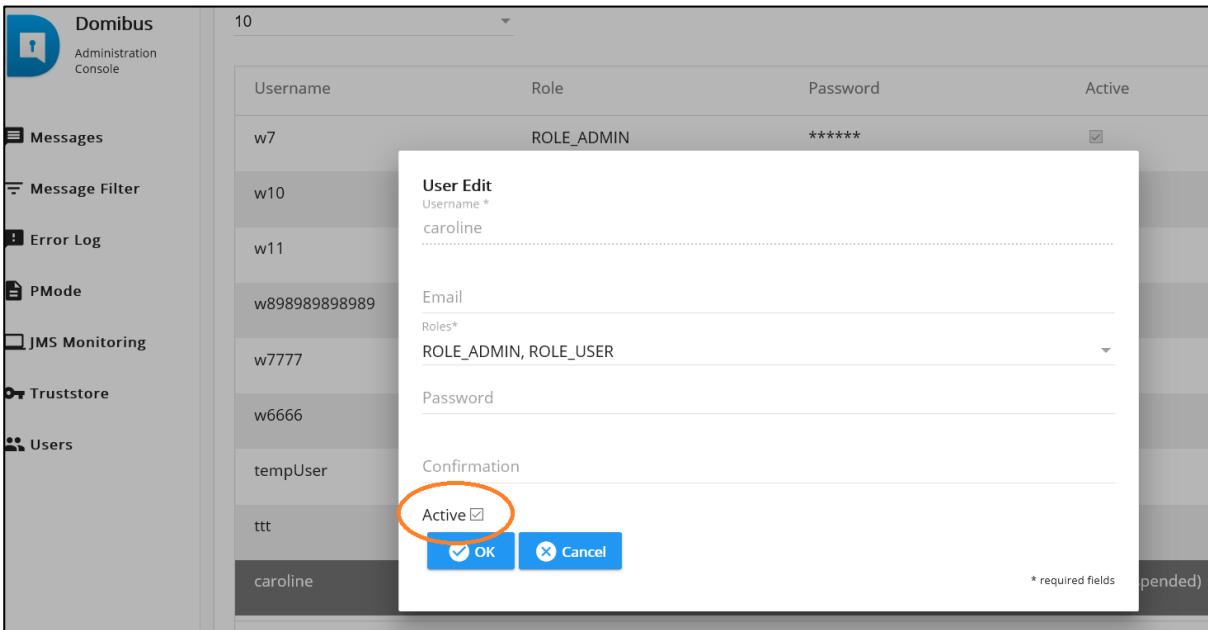 Domibus
Administration
Console
Messages
Message Filter
Error Log
PMode
JMS Monitoring
Truststore
Users
10
Username Role Password Active
w7 ROLE_ADMIN ******
w10
w11
w898989898989
w7777
w6666
tempUser
ttt
caroline pended)
User Edit
Username *
caroline
Email
Roles*
ROLE_ADMIN, ROLE_USER
Password
Confirmation
Active
OK Cancel
* required fields